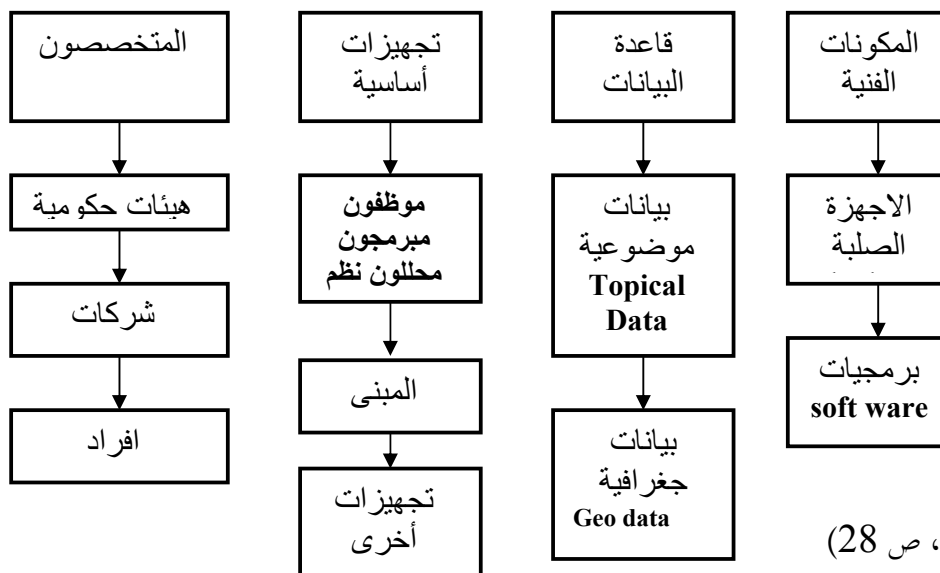 المكونات
الفنية
الاجهزة
الصلبة
برمجيات
soft ware
قاعدة
البيانات
بيانات
موضوعية
Topical
Data
بيانات
جغرافية
Geo data
تجهيزات
أساسية
موظفون
مبرمجون
محللون نظم
المبنى
تجهيزات
أخرى
المتخصصون
هيئات حكومية
شركات
افراد
، ص 28)